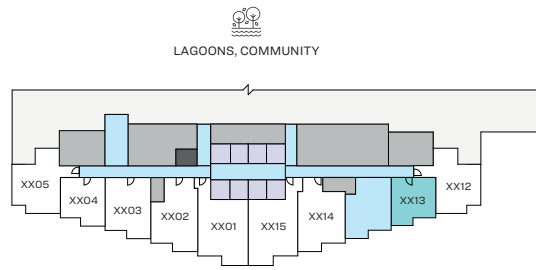 LAGOONS, COMMUNITY
XX05
XX04
XX03
XX02
XX01
XX15
XX14
XX13
XX12